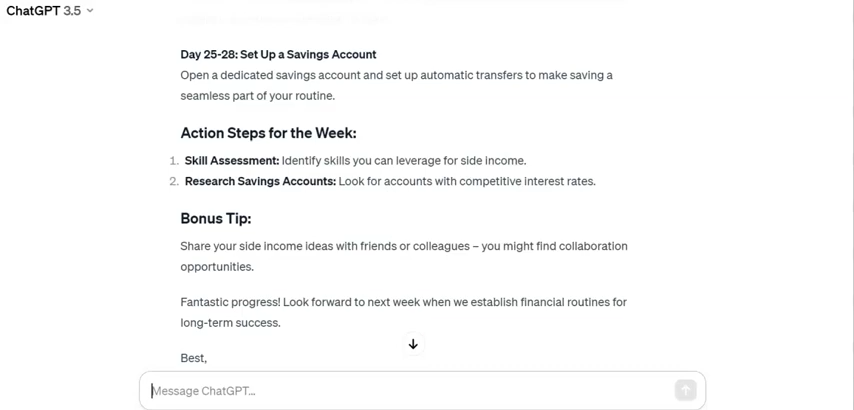 ChatGPT 3.5
Day 25-28: Set Up a Savings Account
Open a dedicated savings account and set up automatic transfers to make saving a
seamless part of your routine.
Action Steps for the Week:
1. Skill Assessment: Identify skills you can leverage for side income.
2. Research Savings Accounts: Look for accounts with competitive interest rates.
Bonus Tip:
Share your side income ideas with friends or colleagues – you might find collaboration
opportunities.
Fantastic progress! Look forward to next week when we establish financial routines for
long-term success.
Best,
Message ChatGPT...